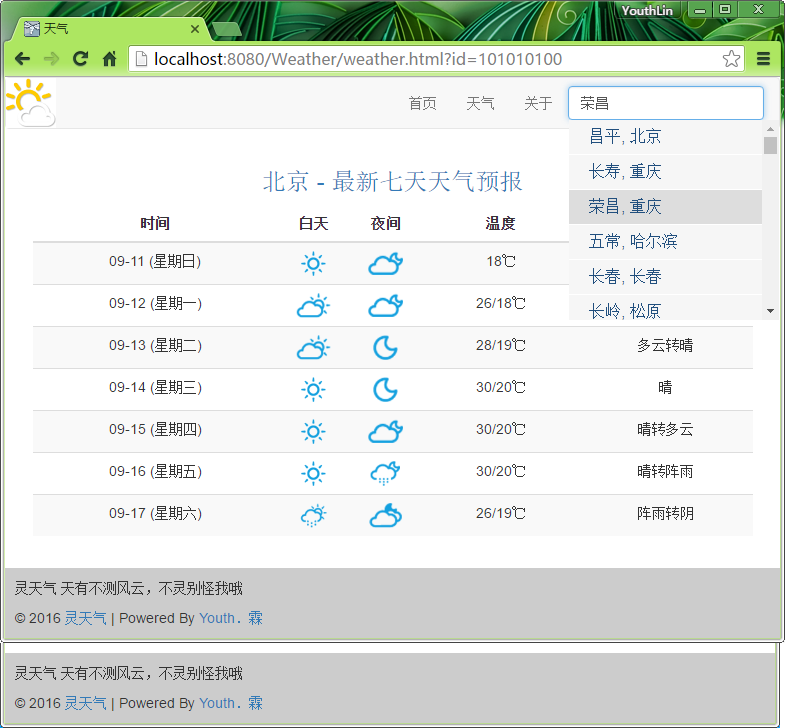 YouthLin
天气
localhost:8080/Weather/weather.html?id=101010100
首页 天气 关于 荣昌
昌平, 北京
长寿, 重庆
荣昌, 重庆
五常, 哈尔滨
长春, 长春
长岭, 松原
北京 - 最新七天天气预报
时间 白天 夜间 温度
09-11 (星期日) 18℃
09-12 (星期一) 26/18℃
09-13 (星期二) 28/19℃ 多云转晴
09-14 (星期三) 30/20℃ 晴
09-15 (星期四) 30/20℃ 晴转多云
09-16 (星期五) 30/20℃ 晴转阵雨
09-17 (星期六) 26/19℃ 阵雨转阴
灵天气 天有不测风云，不灵别怪我哦
© 2016 灵天气 | Powered By Youth．霖
灵天气 天有不测风云，不灵别怪我哦
© 2016 灵天气 | Powered By Youth．霖